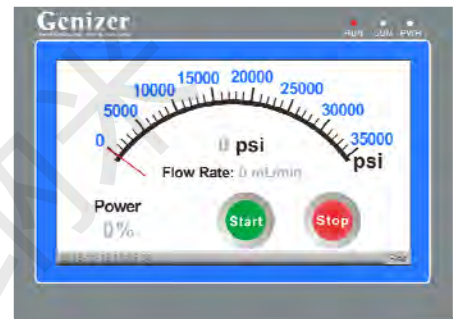 Genizer
RUN COM PWR
0 5000 10000 15000 20000 25000 30000 35000
0 psi
psi
Flow Rate: 0 mL/min
Power
0%
Start
Stop